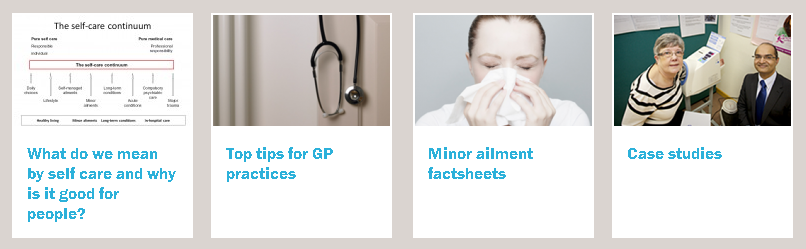 The self-care continuum
Pure self care
Pure medical care
Responsible
individual
Professional
responsibility
The self-care continuum
Daily
choices
Lifestyle
Self-managed
ailments
Minor
ailments
Long-term
conditions
Acute
conditions
Compulsory
psychiatric
care
Major
trauma
Healthy living
Minor ailments
Long-term conditions
In-hospital care
What do we mean
by self care and why
is it good for
people?
Top tips for GP
practices
Minor ailment
factsheets
Case studies